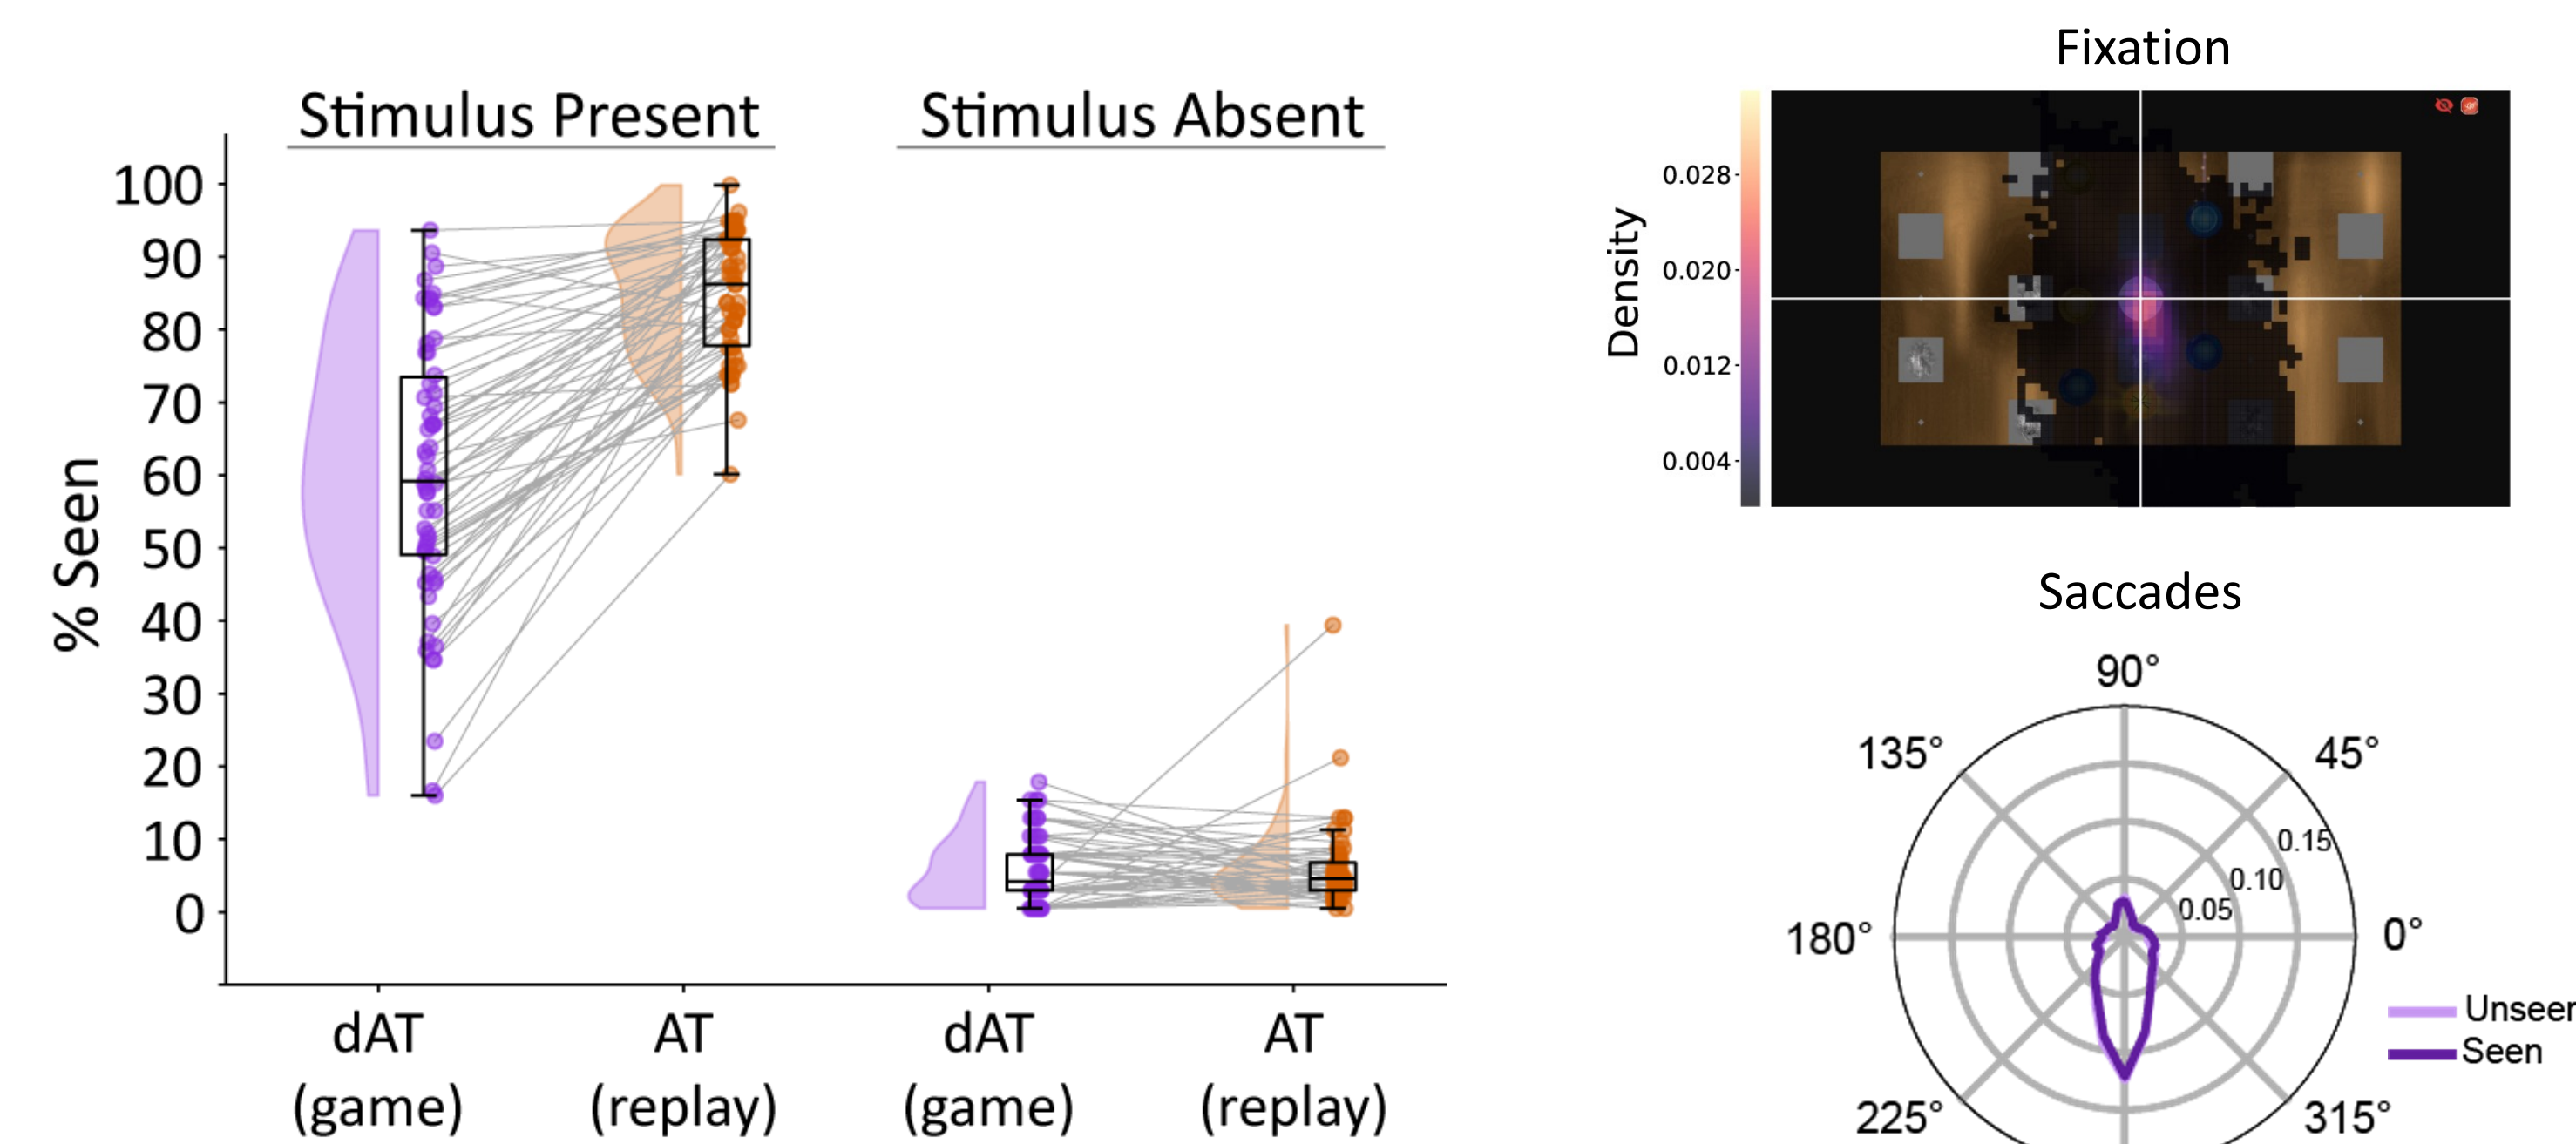 Stimulus Present
Stimulus Absent
% Seen
100
90
80
70
60
50
40
30
20
10
0
dAT
(game)
AT
(replay)
dAT
(game)
AT
(replay)
Fixation
Density
0.028
0.020
0.012
0.004
Saccades
90°
135°
45°
0.15
0.10
0.05
180°
0°
225°
315°
Unseen
Seen